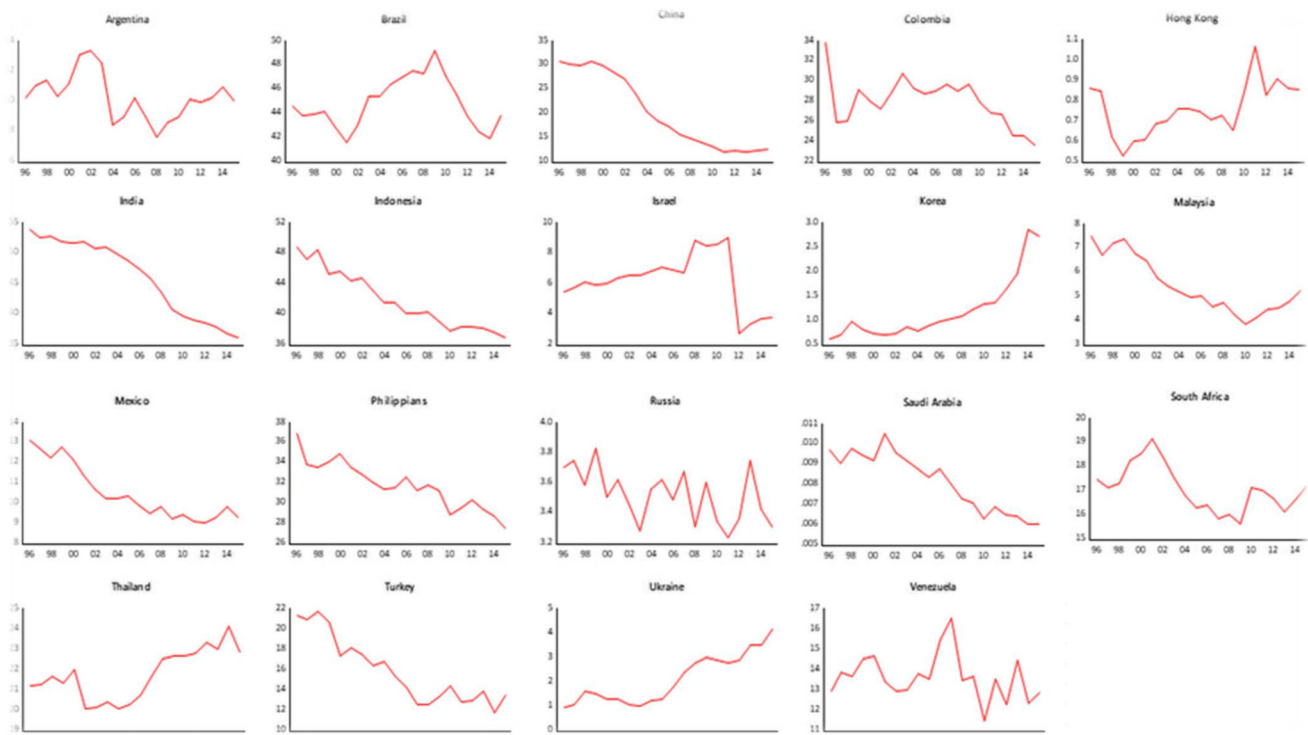 Argentina
96 98 00 02 04 06 08 10 12 14
Brazil
50
48
46
44
42
40
96 98 00 02 04 06 08 10 12 14
China
35
30
25
20
15
10
96 98 00 02 04 06 08 10 12 14
Colombia
34
32
30
28
26
24
22
96 98 00 02 04 06 08 10 12 14
Hong Kong
1.1
1.0
0.9
0.8
0.7
0.6
0.5
96 98 00 02 04 06 08 10 12 14
India
96 98 00 02 04 06 08 10 12 14
Indonesia
52
48
44
40
36
96 98 00 02 04 06 08 10 12 14
Israel
10
8
6
4
2
96 98 00 02 04 06 08 10 12 14
Korea
3.0
2.5
2.0
1.5
1.0
0.5
96 98 00 02 04 06 08 10 12 14
Malaysia
8
7
6
5
4
3
96 98 00 02 04 06 08 10 12 14
Mexico
9
8
96 98 00 02 04 06 08 10 12 14
Philippians
38
36
34
32
30
28
26
96 98 00 02 04 06 08 10 12 14
Russia
4.0
3.8
3.6
3.4
3.2
96 98 00 02 04 06 08 10 12 14
Saudi Arabia
.011
.010
.009
.008
.007
.006
.005
96 98 00 02 04 06 08 10 12 14
South Africa
20
19
18
17
16
15
96 98 00 02 04 06 08 10 12 14
Thailand
Turkey
22
20
18
16
14
12
10
Ukraine
5
4
3
2
1
0
Venezuela
17
16
15
14
13
12
11